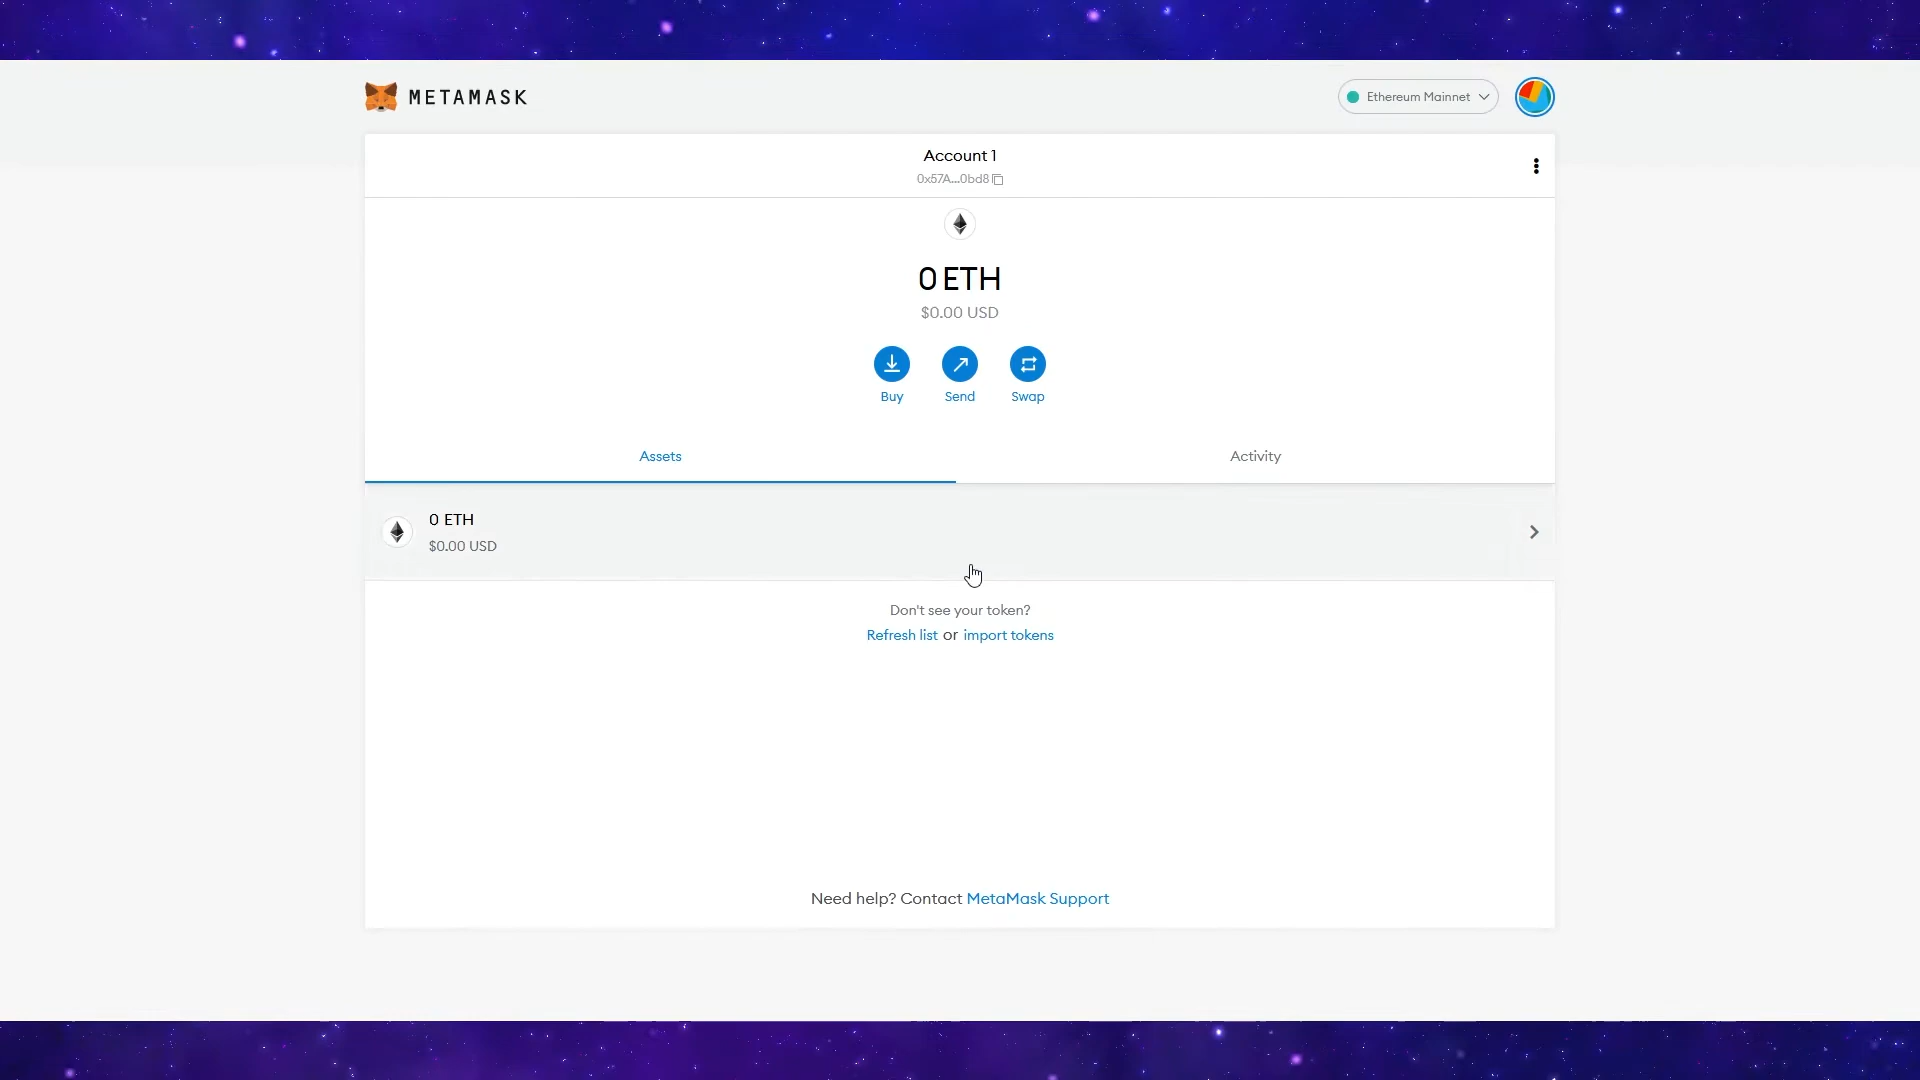 METAMASK
Ethereum Mainnet
Account 1
0x57A...0bd8
0 ETH
$0.00 USD
Buy
Send
Swap
Assets
Activity
0 ETH
$0.00 USD
Don't see your token?
Refresh list or import tokens
Need help? Contact MetaMask Support